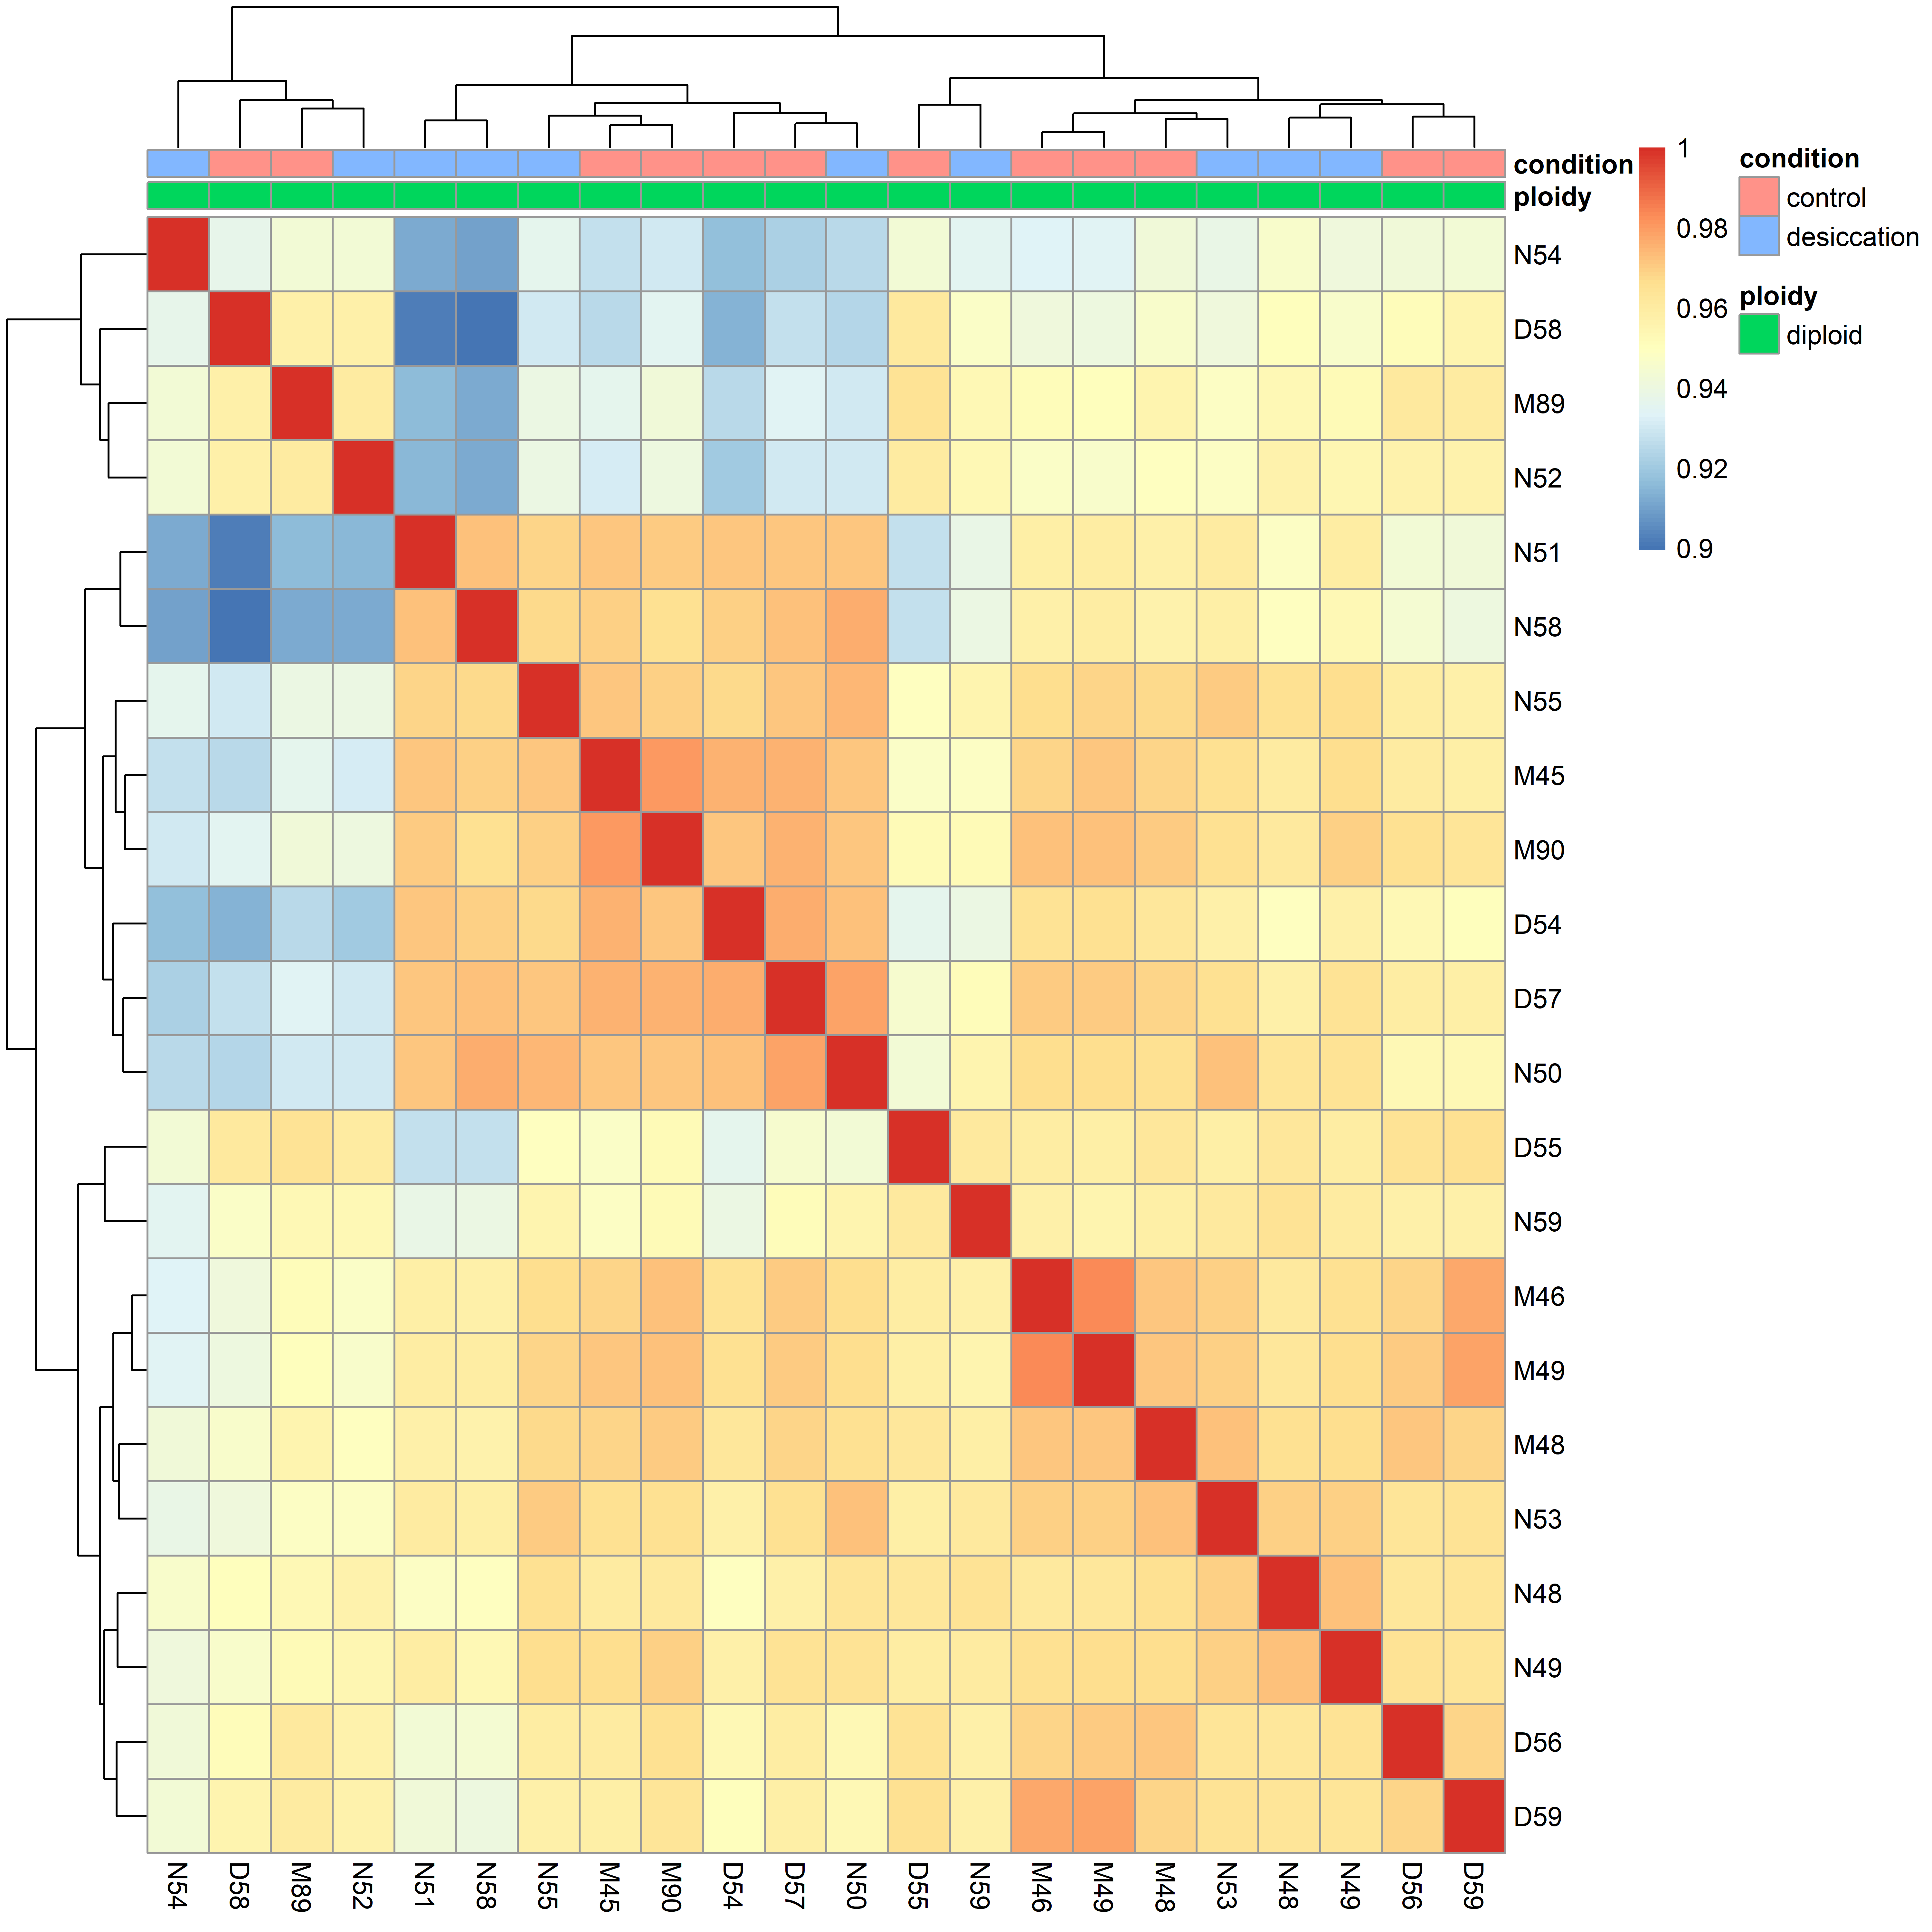 condition
ploidy
N54
D58
M89
N52
N51
N58
N55
M45
M90
D54
D57
N50
D55
N59
M46
M49
M48
N53
N48
N49
D56
D59
N54 D58 M89 N52 N51 N58 N55 M45 M90 D54 D57 N50 D55 N59 M46 M49 M48 N53 N48 N49 D56 D59
1
0.98
0.96
0.94
0.92
0.9
condition
control
desiccation
ploidy
diploid